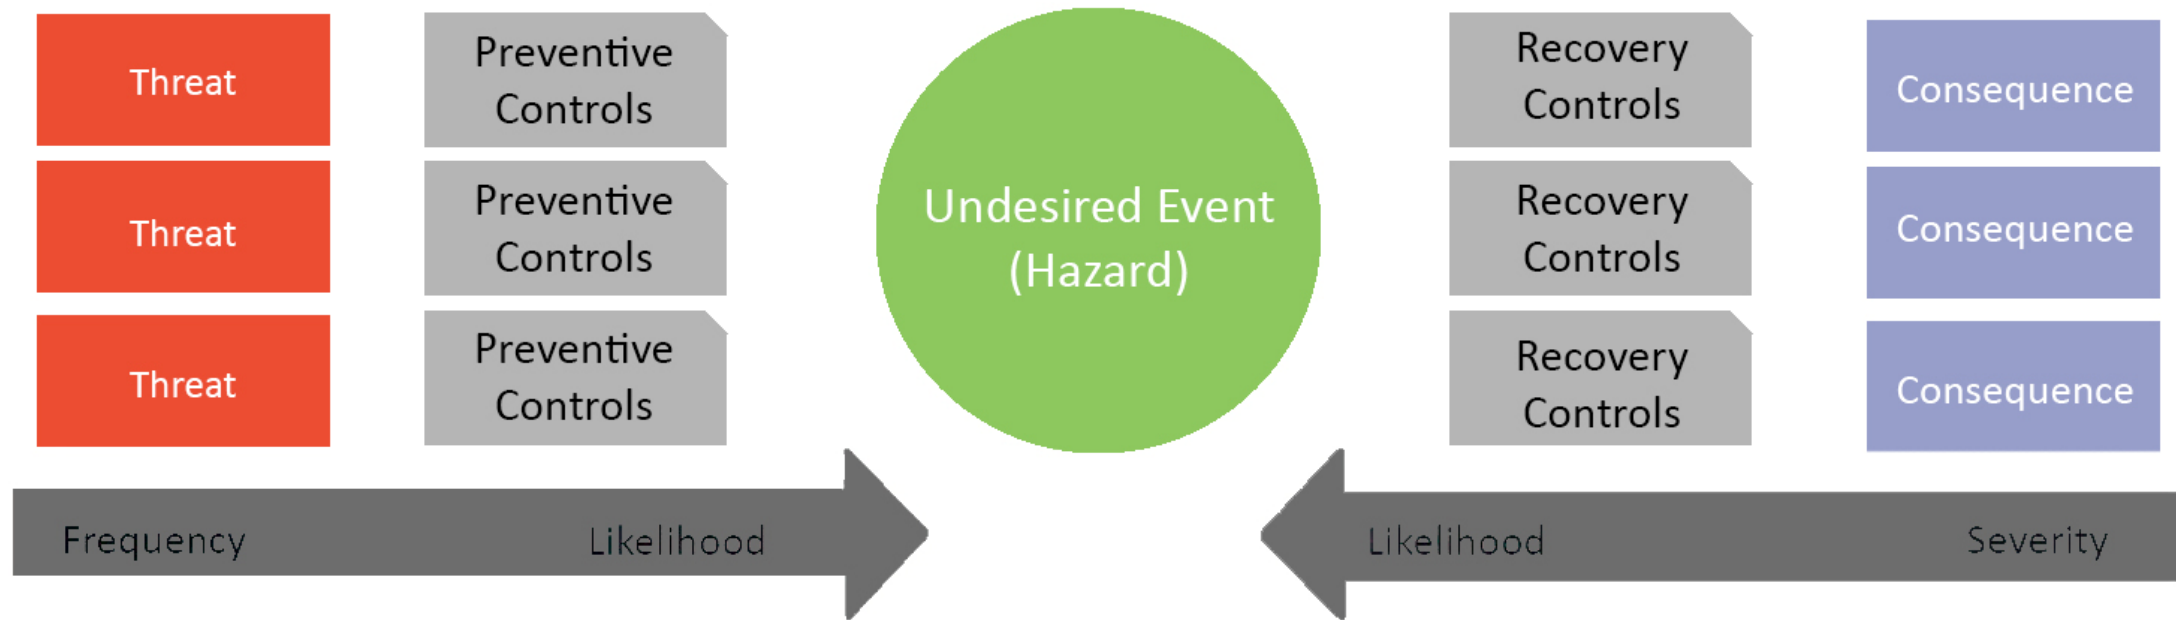 Threat
Preventive
Controls
Recovery
Controls
Consequence
Threat
Preventive
Controls
Undesired Event
(Hazard)
Recovery
Controls
Consequence
Threat
Preventive
Controls
Recovery
Controls
Consequence
Frequency
Likelihood
Likelihood
Severity